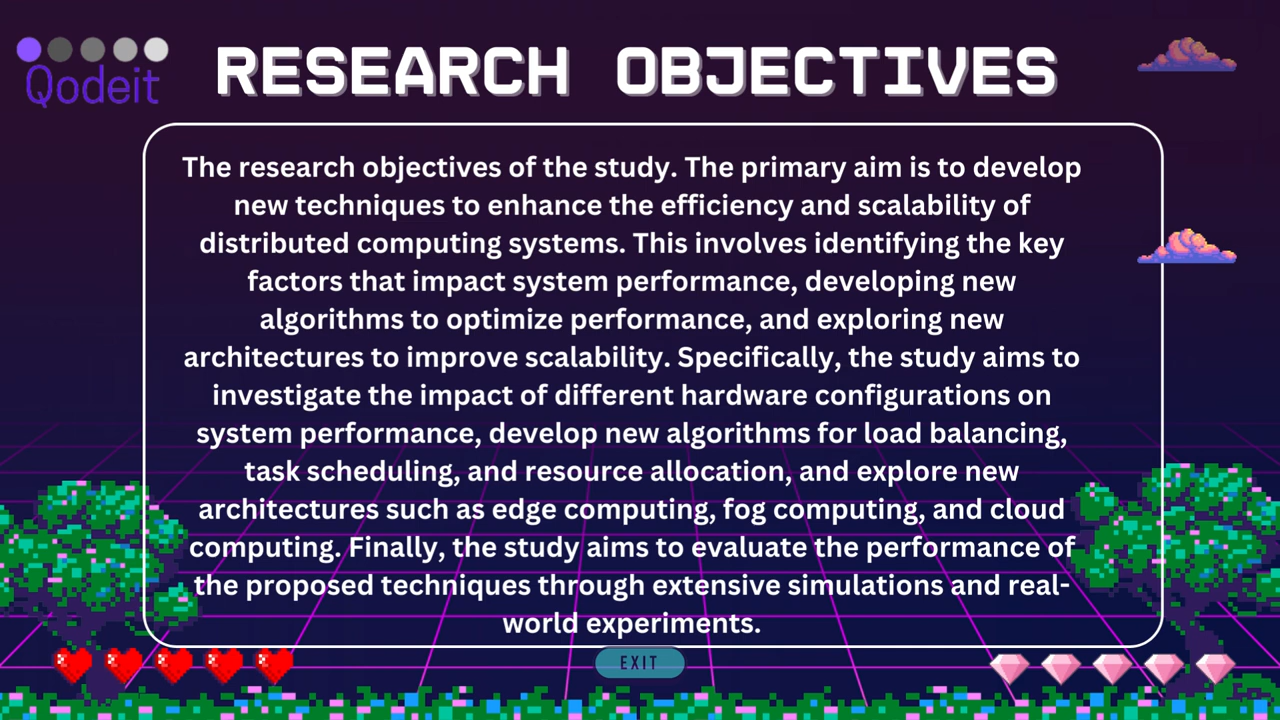 Qodeit
RESEARCH OBJECTIVES
The research objectives of the study. The primary aim is to develop
new techniques to enhance the efficiency and scalability of
distributed computing systems. This involves identifying the key
factors that impact system performance, developing new
algorithms to optimize performance, and exploring new
architectures to improve scalability. Specifically, the study aims to
investigate the impact of different hardware configurations on
system performance, develop new algorithms for load balancing,
task scheduling, and resource allocation, and explore new
architectures such as edge computing, fog computing, and cloud
computing. Finally, the study aims to evaluate the performance of
the proposed techniques through extensive simulations and real-
world experiments.
EXIT